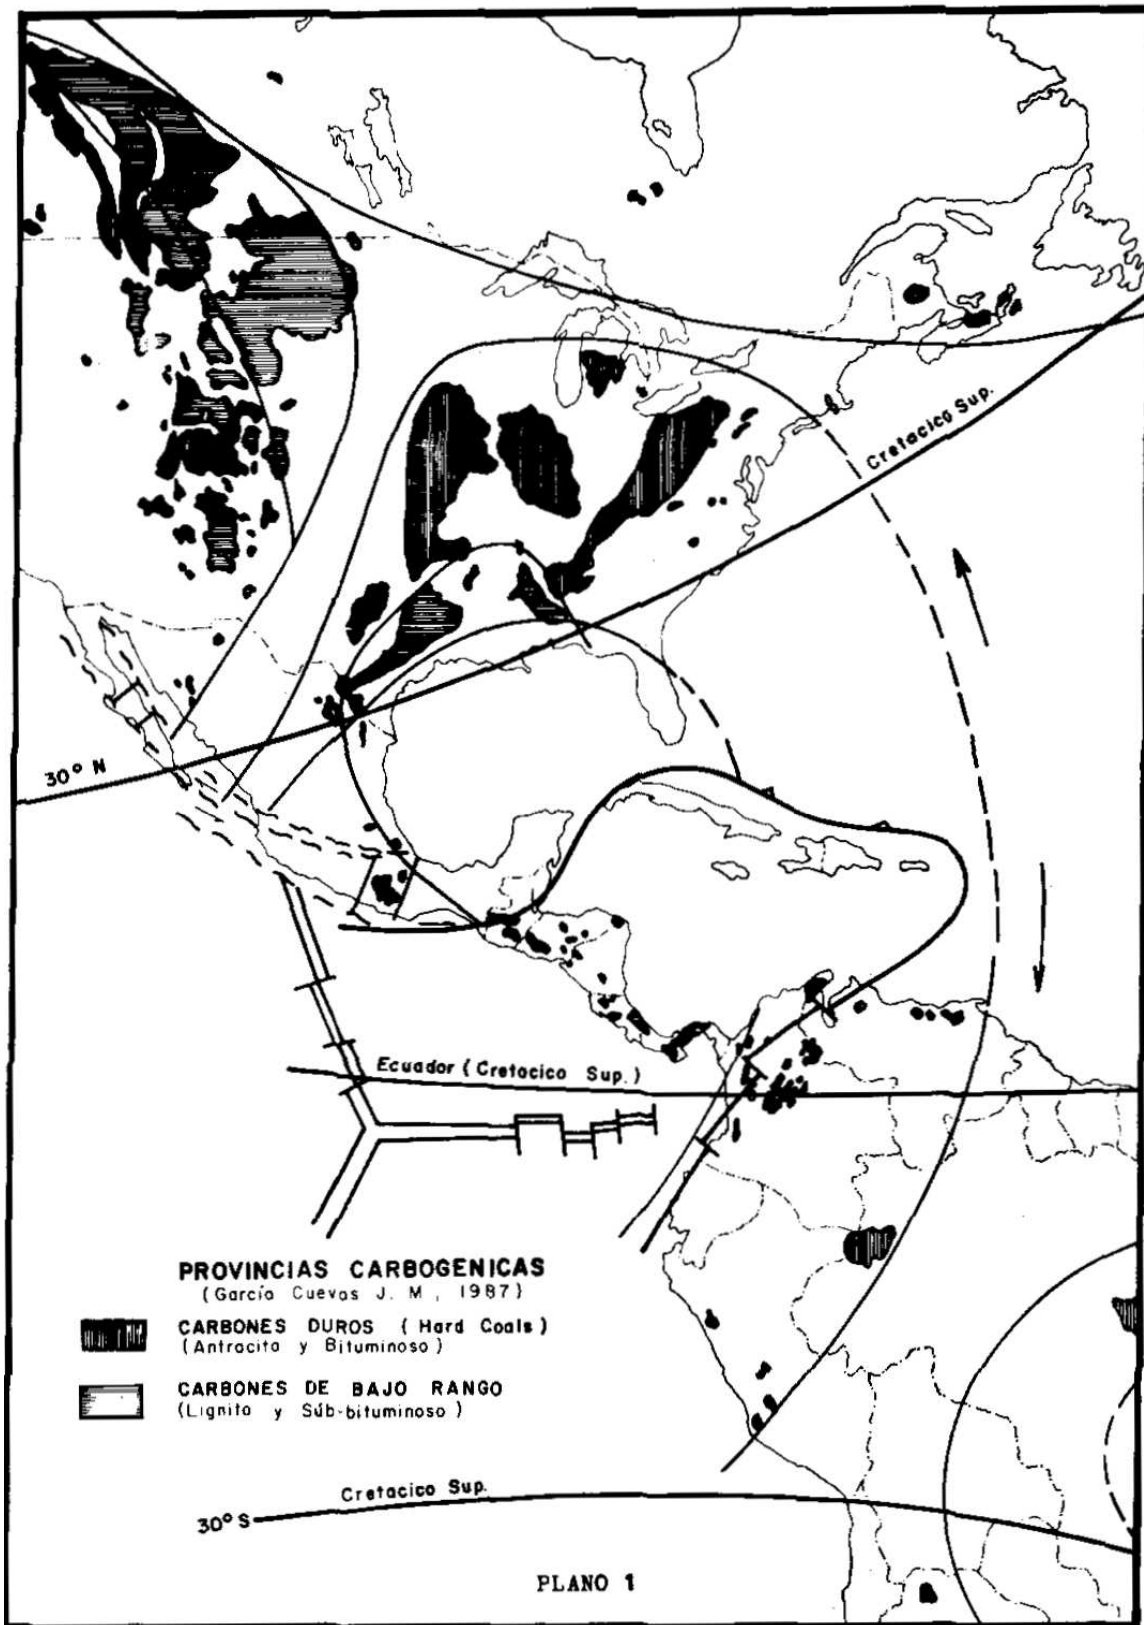 Cretacico Sup.
30° N
Ecuador (Cretacico Sup.)
PROVINCIAS CARBOGENICAS
(García Cuevas J. M, 1987)
CARBONES DUROS (Hard Coals)
(Antracita y Bituminoso)
CARBONES DE BAJO RANGO
(Lignito y Súb-bituminoso)
Cretacico Sup.
30° S
PLANO 1